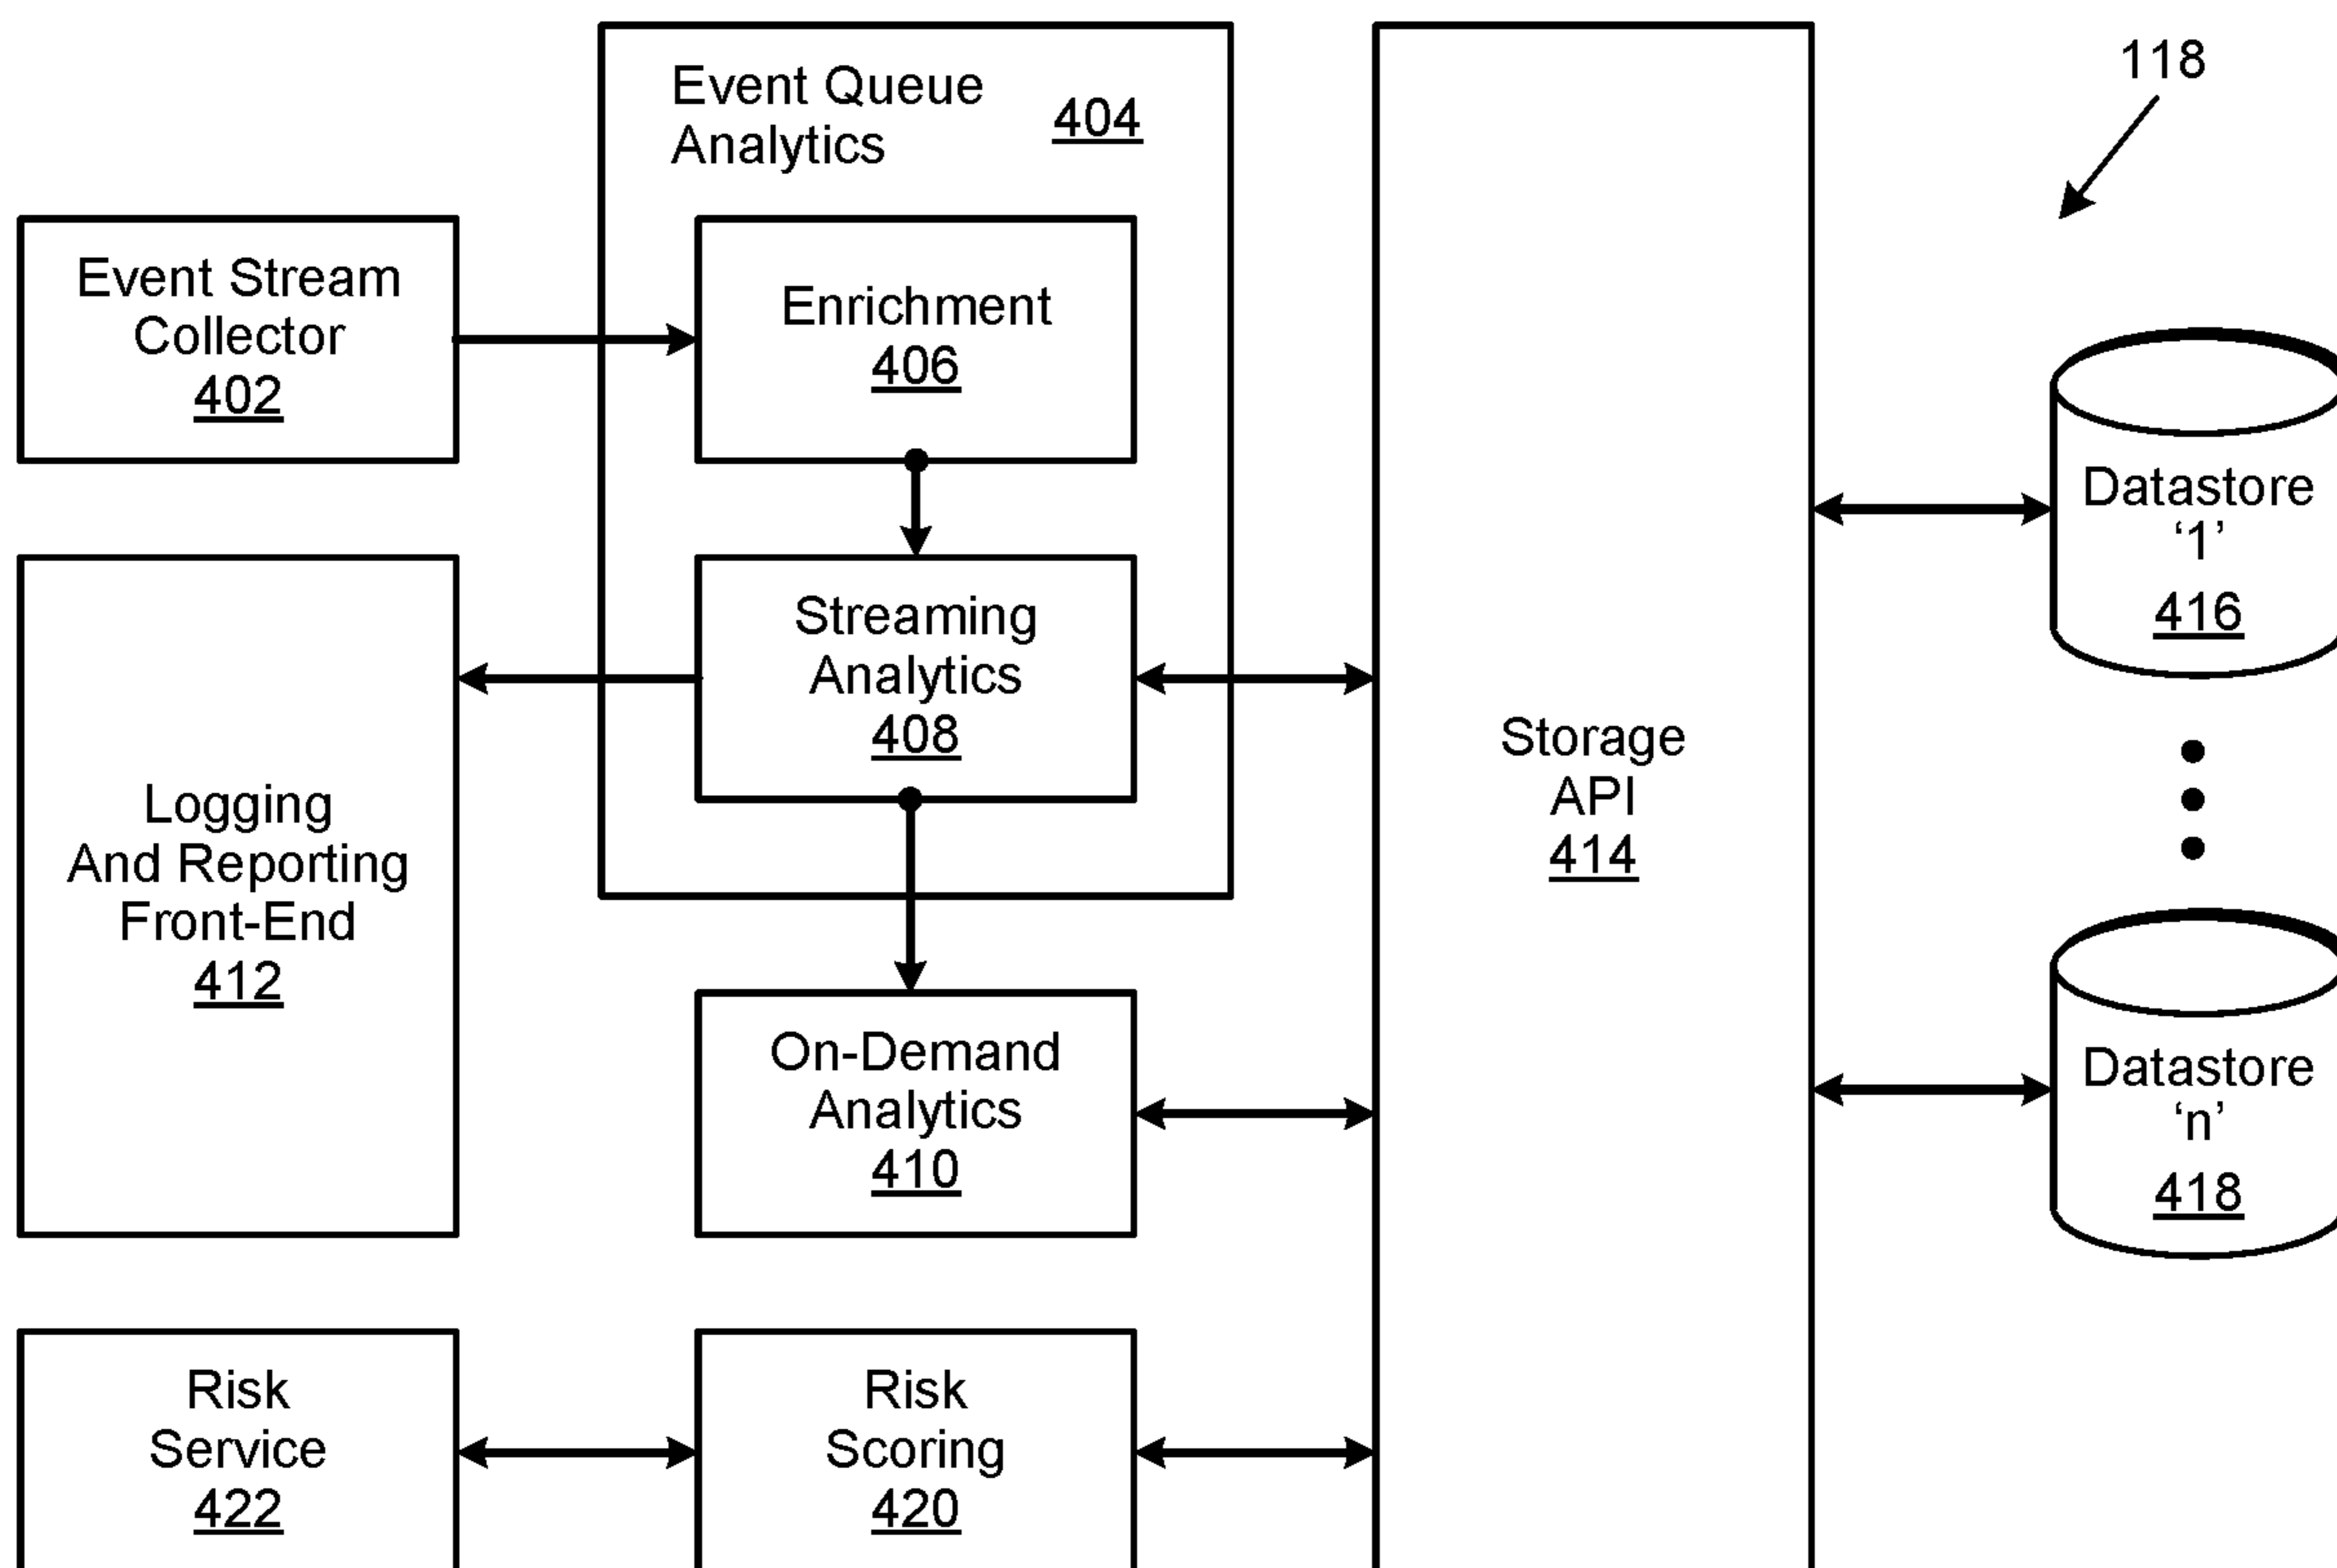 Event Queue
Analytics
404
118
Event Stream
Collector
402
Enrichment
406
Streaming
Analytics
408
Logging
And Reporting
Front-End
412
On-Demand
Analytics
410
Storage
API
414
Datastore
‘1’
416
Datastore
‘n’
418
Risk
Service
422
Risk
Scoring
420